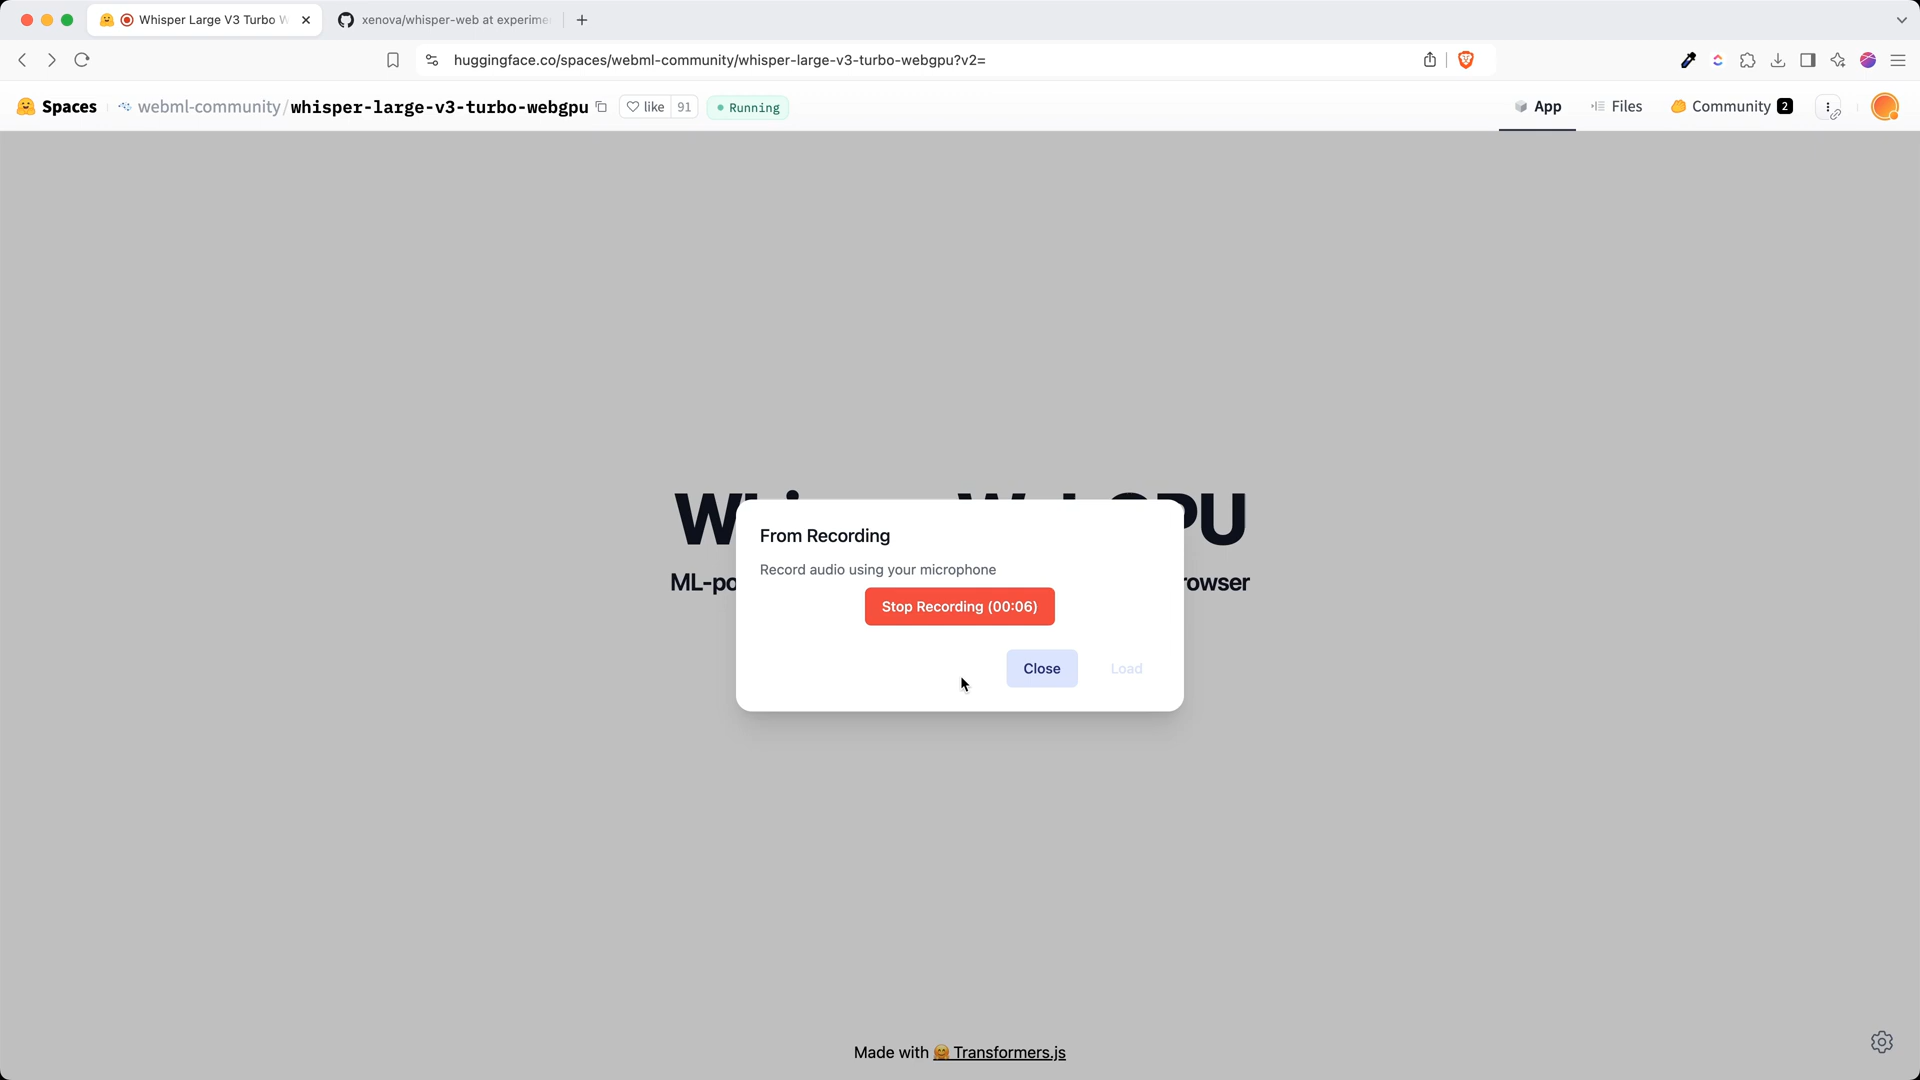 Whisper Large V3 Turbo W
xenova/whisper-web at experime
huggingface.co/spaces/webml-community/whisper-large-v3-turbo-webgpu?v2=
Spaces
webml-community/whisper-large-v3-turbo-webgpu
like 91
Running
App
Files
Community 2
From Recording
Record audio using your microphone
Stop Recording (00:06)
Close
Load
Made with 🤗 Transformers.js